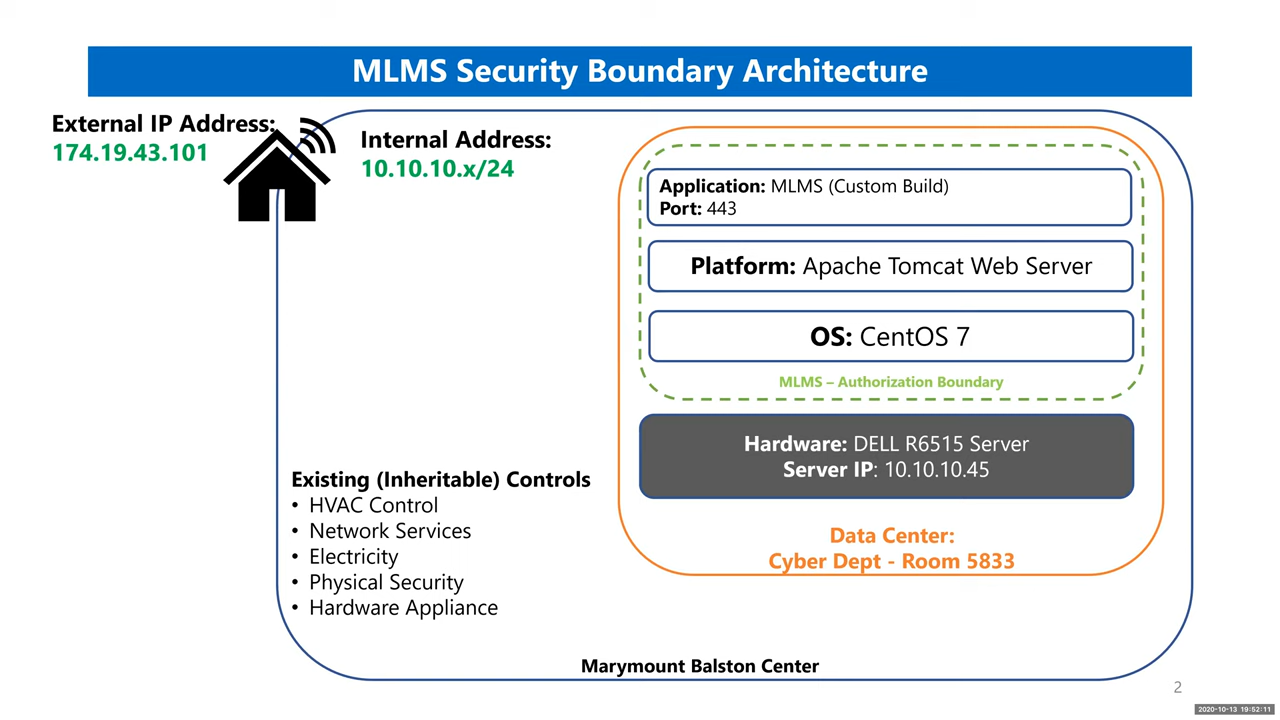 MLMS Security Boundary Architecture
External IP Address:
174.19.43.101
Internal Address:
10.10.10.x/24
Application: MLMS (Custom Build)
Port: 443
Platform: Apache Tomcat Web Server
OS: CentOS 7
MLMS – Authorization Boundary
Hardware: DELL R6515 Server
Server IP: 10.10.10.45
Data Center:
Cyber Dept - Room 5833
Existing (Inheritable) Controls
• HVAC Control
• Network Services
• Electricity
• Physical Security
• Hardware Appliance
Marymount Balston Center
2
2020-10-13 19:52:11